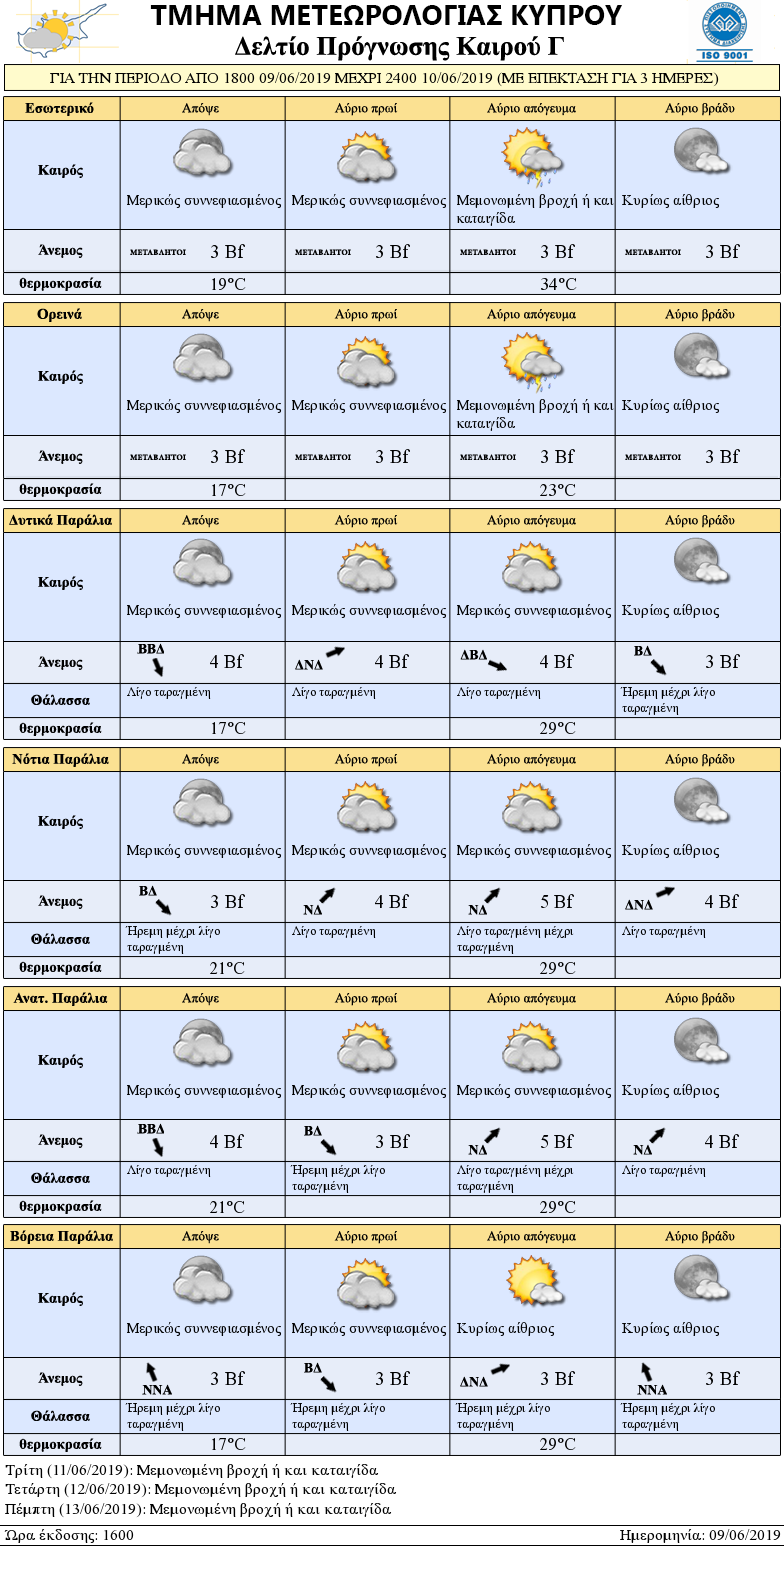 ΤΜΗΜΑ ΜΕΤΕΩΡΟΛΟΓΙΑΣ ΚΥΠΡΟΥ
Δελτίο Πρόγνωσης Καιρού Γ
ISO 9001
ΓΙΑ ΤΗΝ ΠΕΡΙΟΔΟ ΑΠΟ 1800 09/06/2019 ΜΕΧΡΙ 2400 10/06/2019 (ΜΕ ΕΠΕΚΤΑΣΗ ΓΙΑ 3 ΗΜΕΡΕΣ)
Εσωτερικό Απόψε Αύριο πρωί Αύριο απόγευμα Αύριο βράδυ
Καιρός Μερικώς συννεφιασμένος Μερικώς συννεφιασμένος Μεμονωμένη βροχή ή και Κυρίως αίθριος
καταιγίδα
Άνεμος ΜΕΤΑΒΛΗΤΟΙ 3 Bf ΜΕΤΑΒΛΗΤΟΙ 3 Bf ΜΕΤΑΒΛΗΤΟΙ 3 Bf ΜΕΤΑΒΛΗΤΟΙ 3 Bf
θερμοκρασία 19°C 34°C
Ορεινά Απόψε Αύριο πρωί Αύριο απόγευμα Αύριο βράδυ
Καιρός Μερικώς συννεφιασμένος Μερικώς συννεφιασμένος Μεμονωμένη βροχή ή και Κυρίως αίθριος
καταιγίδα
Άνεμος ΜΕΤΑΒΛΗΤΟΙ 3 Bf ΜΕΤΑΒΛΗΤΟΙ 3 Bf ΜΕΤΑΒΛΗΤΟΙ 3 Bf ΜΕΤΑΒΛΗΤΟΙ 3 Bf
θερμοκρασία 17°C 23°C
Δυτικά Παράλια Απόψε Αύριο πρωί Αύριο απόγευμα Αύριο βράδυ
Καιρός Μερικώς συννεφιασμένος Μερικώς συννεφιασμένος Μερικώς συννεφιασμένος Κυρίως αίθριος
Άνεμος ΒΒΔ 4 Bf ΔΝΔ 4 Bf ΔΒΔ 4 Bf ΒΔ 3 Bf
Θάλασσα Λίγο ταραγμένη Λίγο ταραγμένη Λίγο ταραγμένη Ήρεμη μέχρι λίγο
ταραγμένη
θερμοκρασία 17°C 29°C
Νότια Παράλια Απόψε Αύριο πρωί Αύριο απόγευμα Αύριο βράδυ
Καιρός Μερικώς συννεφιασμένος Μερικώς συννεφιασμένος Μερικώς συννεφιασμένος Κυρίως αίθριος
Άνεμος ΒΔ 3 Bf ΝΔ 4 Bf ΝΔ 5 Bf ΔΝΔ 4 Bf
Θάλασσα Ήρεμη μέχρι λίγο Λίγο ταραγμένη Λίγο ταραγμένη μέχρι Λίγο ταραγμένη
ταραγμένη ταραγμένη
θερμοκρασία 21°C 29°C
Ανατ. Παράλια Απόψε Αύριο πρωί Αύριο απόγευμα Αύριο βράδυ
Καιρός Μερικώς συννεφιασμένος Μερικώς συννεφιασμένος Μερικώς συννεφιασμένος Κυρίως αίθριος
Άνεμος ΒΒΔ 4 Bf ΒΔ 3 Bf ΝΔ 5 Bf ΝΔ 4 Bf
Θάλασσα Λίγο ταραγμένη Ήρεμη μέχρι λίγο Λίγο ταραγμένη μέχρι Λίγο ταραγμένη
ταραγμένη ταραγμένη
θερμοκρασία 21°C 29°C
Βόρεια Παράλια Απόψε Αύριο πρωί Αύριο απόγευμα Αύριο βράδυ
Καιρός Μερικώς συννεφιασμένος Μερικώς συννεφιασμένος Κυρίως αίθριος Κυρίως αίθριος
Άνεμος ΝΝΑ 3 Bf ΒΔ 3 Bf ΔΝΔ 3 Bf ΝΝΑ 3 Bf
Θάλασσα Ήρεμη μέχρι λίγο Ήρεμη μέχρι λίγο Ήρεμη μέχρι λίγο Ήρεμη μέχρι λίγο
ταραγμένη ταραγμένη ταραγμένη ταραγμένη
θερμοκρασία 17°C 29°C
Τρίτη (11/06/2019): Μεμονωμένη βροχή ή και καταιγίδα
Τετάρτη (12/06/2019): Μεμονωμένη βροχή ή και καταιγίδα
Πέμπτη (13/06/2019): Μεμονωμένη βροχή ή και καταιγίδα
Ώρα έκδοσης: 1600 Ημερομηνία: 09/06/2019